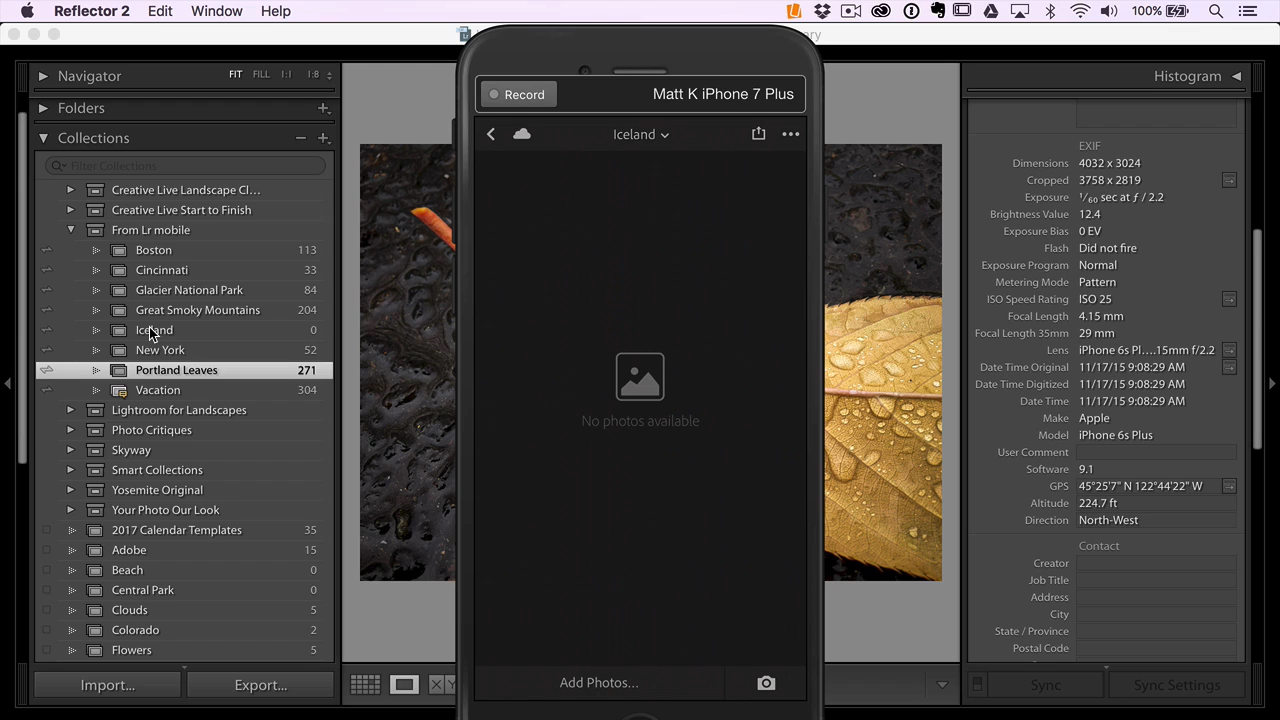 Reflector 2 Edit Window Help 100%
ary
Navigator FIT FILL 1:1 1:8
Folders
Collections
Filter Collections
Creative Live Landscape Cl...
Creative Live Start to Finish
From Lr mobile
Boston 113
Cincinnati 33
Glacier National Park 84
Great Smoky Mountains 204
Iceland 0
New York 52
Portland Leaves 271
Vacation 304
Lightroom for Landscapes
Photo Critiques
Skyway
Smart Collections
Yosemite Original
Your Photo Our Look
2017 Calendar Templates 35
Adobe 15
Beach 0
Central Park 0
Clouds 5
Colorado 2
Flowers 5
Import... Export...
Record Matt K iPhone 7 Plus
Iceland
No photos available
Add Photos...
Histogram
EXIF
Dimensions 4032 x 3024
Cropped 3758 x 2819
Exposure 1/60 sec at ƒ / 2.2
Brightness Value 12.4
Exposure Bias 0 EV
Flash Did not fire
Exposure Program Normal
Metering Mode Pattern
ISO Speed Rating ISO 25
Focal Length 4.15 mm
Focal Length 35mm 29 mm
Lens iPhone 6s Pl....15mm f/2.2
Date Time Original 11/17/15 9:08:29 AM
Date Time Digitized 11/17/15 9:08:29 AM
Date Time 11/17/15 9:08:29 AM
Make Apple
Model iPhone 6s Plus
User Comment
Software 9.1
GPS 45°25'7" N 122°44'22" W
Altitude 224.7 ft
Direction North-West
Contact
Creator
Job Title
Address
City
State / Province
Postal Code
Sync Sync Settings
X Y